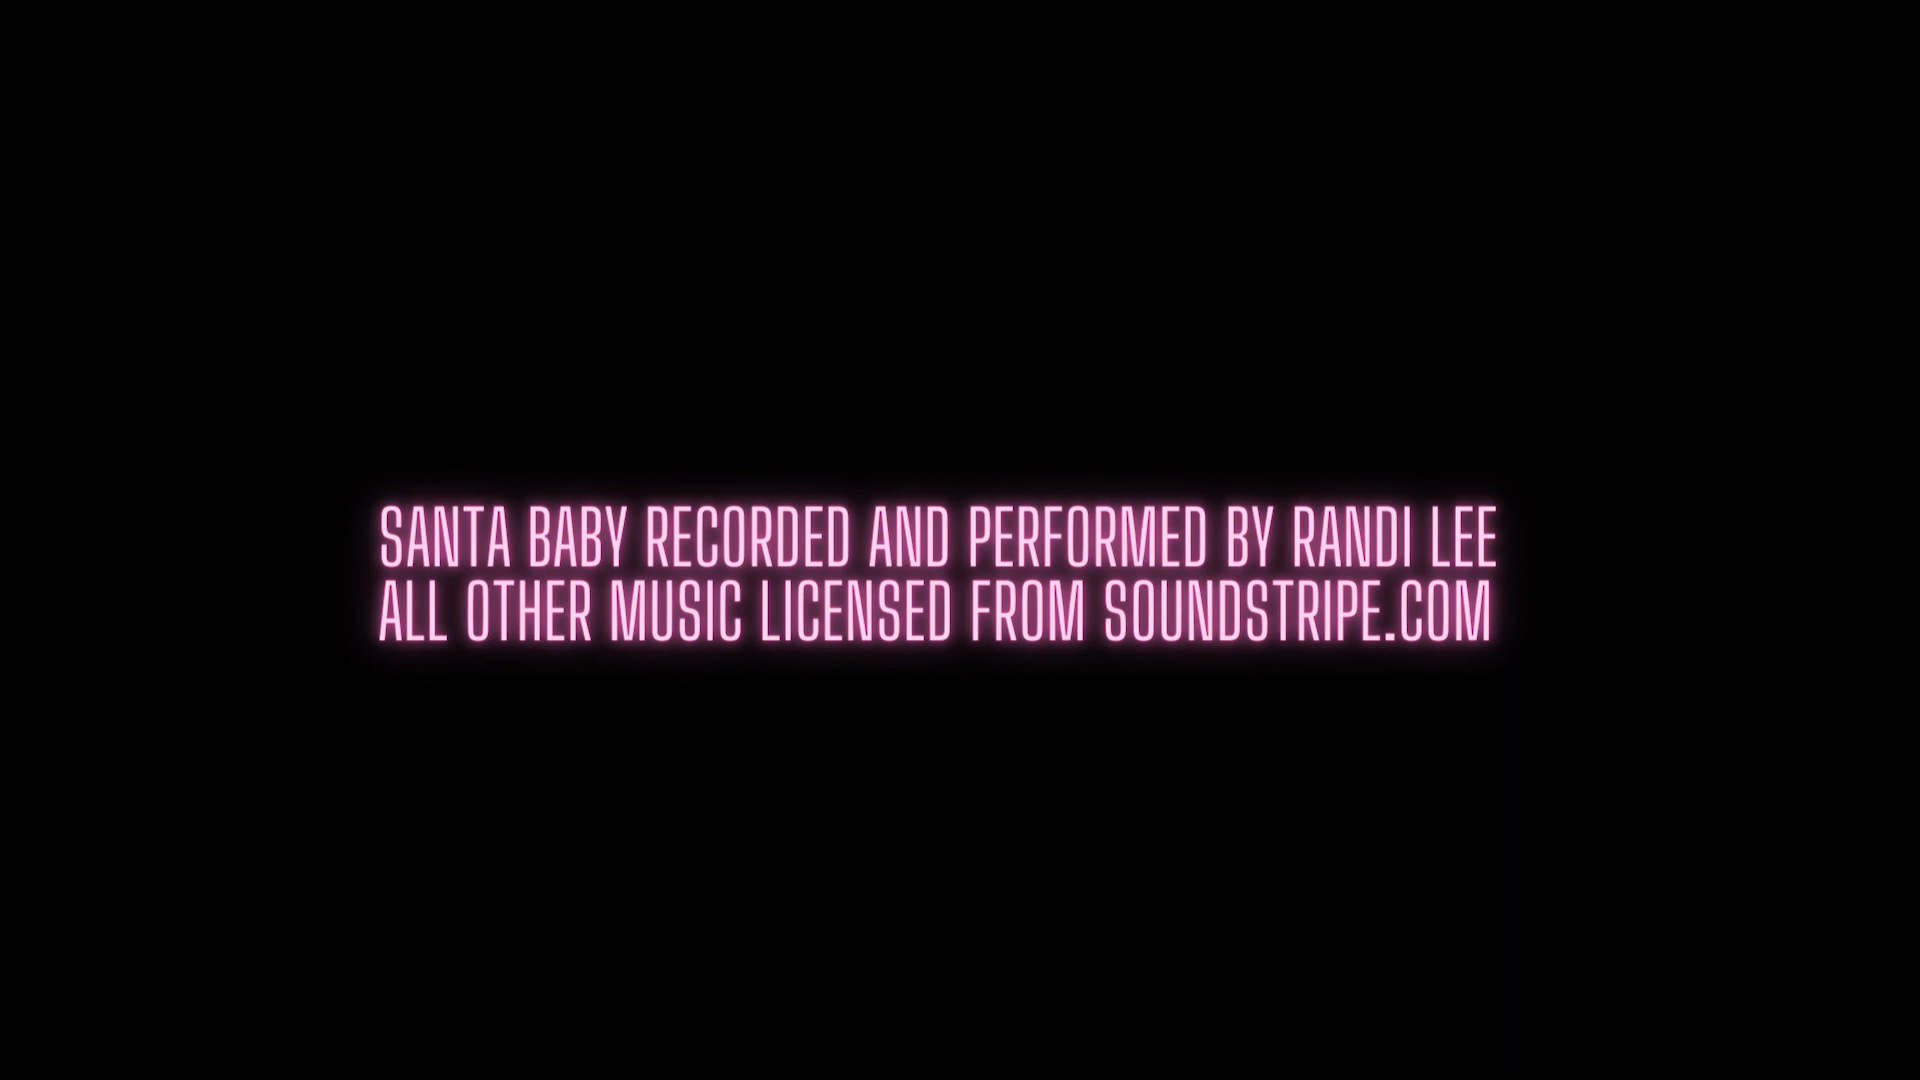 SANTA BABY RECORDED AND PERFORMED BY RANDI LEE
ALL OTHER MUSIC LICENSED FROM SOUNDSTRIPE.COM